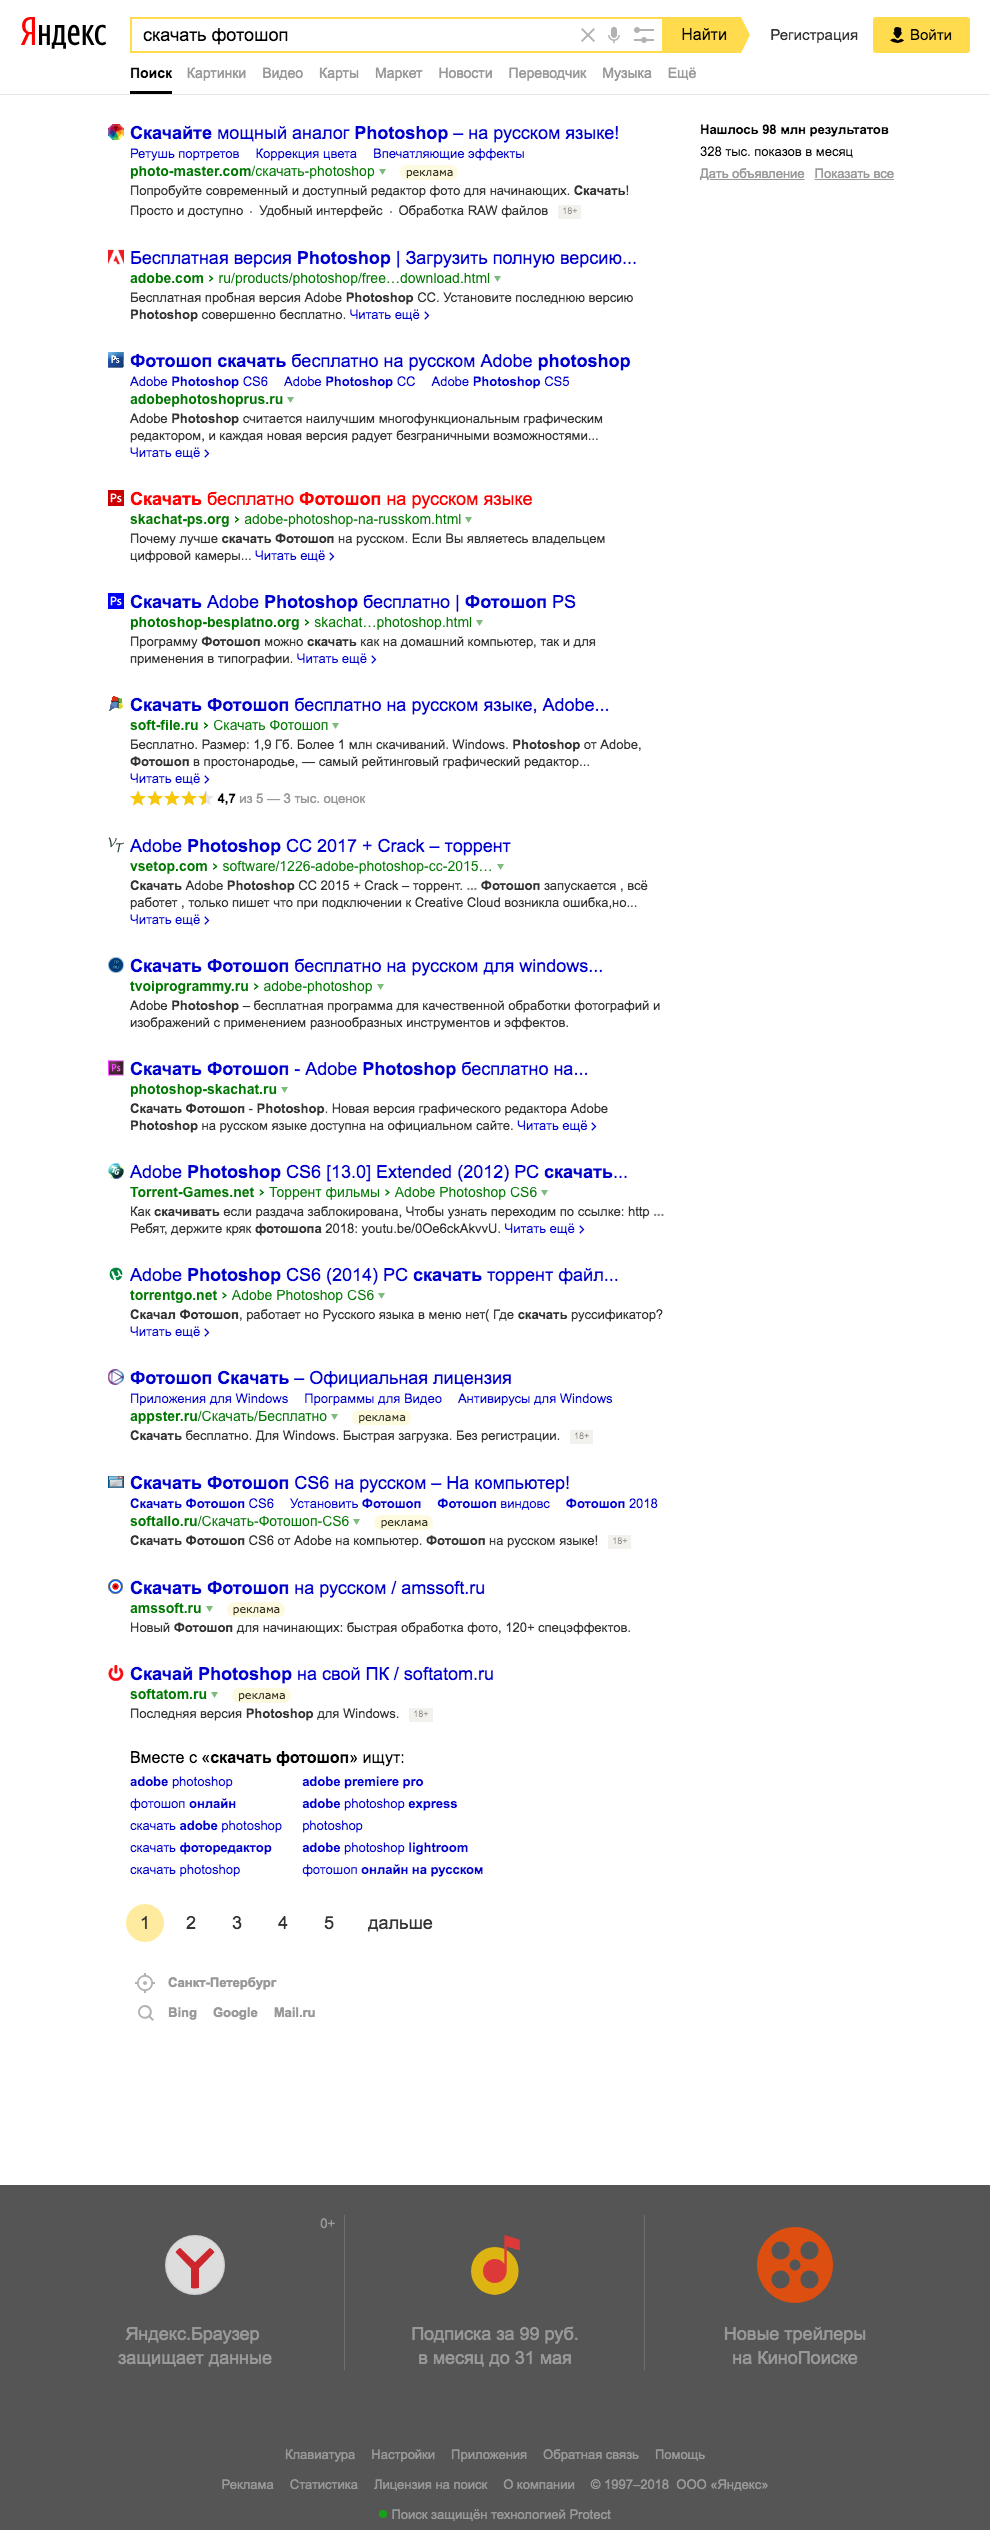 Яндекс
скачать фотошоп
Найти
Регистрация
Войти
Поиск Картинки Видео Карты Маркет Новости Переводчик Музыка Ещё
Скачайте мощный аналог Photoshop – на русском языке!
Ретушь портретов Коррекция цвета Впечатляющие эффекты
photo-master.com/скачать-photoshop реклама
Попробуйте современный и доступный редактор фото для начинающих. Скачать!
Просто и доступно · Удобный интерфейс · Обработка RAW файлов 18+
Нашлось 98 млн результатов
328 тыс. показов в месяц
Дать объявление Показать все
Бесплатная версия Photoshop | Загрузить полную версию...
adobe.com › ru/products/photoshop/free…download.html
Бесплатная пробная версия Adobe Photoshop CC. Установите последнюю версию
Photoshop совершенно бесплатно. Читать ещё ›
Фотошоп скачать бесплатно на русском Adobe photoshop
Adobe Photoshop CS6 Adobe Photoshop CC Adobe Photoshop CS5
adobephotoshoprus.ru
Adobe Photoshop считается наилучшим многофункциональным графическим
редактором, и каждая новая версия радует безграничными возможностями...
Читать ещё ›
Скачать бесплатно Фотошоп на русском языке
skachat-ps.org › adobe-photoshop-na-russkom.html
Почему лучше скачать Фотошоп на русском. Если Вы являетесь владельцем
цифровой камеры... Читать ещё ›
Скачать Adobe Photoshop бесплатно | Фотошоп PS
photoshop-besplatno.org › skachat…photoshop.html
Программу Фотошоп можно скачать как на домашний компьютер, так и для
применения в типографии. Читать ещё ›
Скачать Фотошоп бесплатно на русском языке, Adobe...
soft-file.ru › Скачать Фотошоп
Бесплатно. Размер: 1,9 Гб. Более 1 млн скачиваний. Windows. Photoshop от Adobe,
Фотошоп в простонародье, — самый рейтинговый графический редактор...
Читать ещё ›
4,7 из 5 — 3 тыс. оценок
Adobe Photoshop CC 2017 + Crack – торрент
vsetop.com › software/1226-adobe-photoshop-cc-2015…
Скачать Adobe Photoshop CC 2015 + Crack – торрент. ... Фотошоп запускается , всё
работет , только пишет что при подключении к Creative Cloud возникла ошибка,но...
Читать ещё ›
Скачать Фотошоп бесплатно на русском для windows...
tvoiprogrammy.ru › adobe-photoshop
Adobe Photoshop – бесплатная программа для качественной обработки фотографий и
изображений с применением разнообразных инструментов и эффектов.
Скачать Фотошоп - Adobe Photoshop бесплатно на...
photoshop-skachat.ru
Скачать Фотошоп - Photoshop. Новая версия графического редактора Adobe
Photoshop на русском языке доступна на официальном сайте. Читать ещё ›
Adobe Photoshop CS6 [13.0] Extended (2012) PC скачать...
Torrent-Games.net › Торрент фильмы › Adobe Photoshop CS6
Как скачивать если раздача заблокирована, Чтобы узнать переходим по ссылке: http ...
Ребят, держите кряк фотошопа 2018: youtu.be/0Oe6ckAkvvU. Читать ещё ›
Adobe Photoshop CS6 (2014) PC скачать торрент файл...
torrentgo.net › Adobe Photoshop CS6
Скачал Фотошоп, работает но Русского языка в меню нет( Где скачать руссификатор?
Читать ещё ›
Фотошоп Скачать – Официальная лицензия
Приложения для Windows Программы для Видео Антивирусы для Windows
appster.ru/Скачать/Бесплатно реклама
Скачать бесплатно. Для Windows. Быстрая загрузка. Без регистрации. 18+
Скачать Фотошоп CS6 на русском – На компьютер!
Скачать Фотошоп CS6 Установить Фотошоп Фотошоп виндовс Фотошоп 2018
softallo.ru/Скачать-Фотошоп-CS6 реклама
Скачать Фотошоп CS6 от Adobe на компьютер. Фотошоп на русском языке! 18+
Скачать Фотошоп на русском / amssoft.ru
amssoft.ru реклама
Новый Фотошоп для начинающих: быстрая обработка фото, 120+ спецэффектов.
Скачай Photoshop на свой ПК / softatom.ru
softatom.ru реклама
Последняя версия Photoshop для Windows. 18+
Вместе с «скачать фотошоп» ищут:
adobe photoshop adobe premiere pro
фотошоп онлайн adobe photoshop express
скачать adobe photoshop photoshop
скачать фоторедактор adobe photoshop lightroom
скачать photoshop фотошоп онлайн на русском
1 2 3 4 5 дальше
Санкт-Петербург
Bing Google Mail.ru
0+
Яндекс.Браузер
защищает данные
Подписка за 99 руб.
в месяц до 31 мая
Новые трейлеры
на КиноПоиске
Клавиатура Настройки Приложения Обратная связь Помощь
Реклама Статистика Лицензия на поиск О компании © 1997–2018 ООО «Яндекс»
Поиск защищён технологией Protect